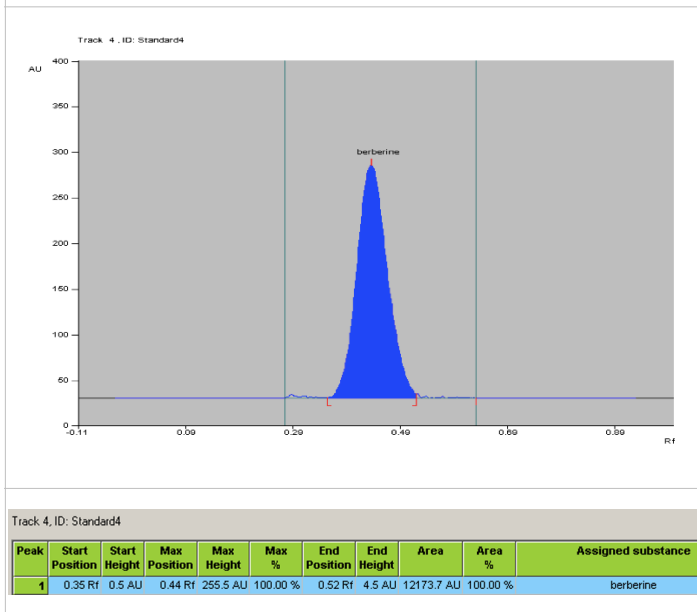 Track 4 , ID: Standard4
AU
400
350
300
250
200
150
100
50
0
berberine
-0.11
0.09
0.29
0.49
0.69
0.89
Rf
Track 4, ID: Standard4
Peak Start Position Start Height Max Position Max Height Max % End Position End Height Area Area % Assigned substance
1 0.35 Rf 0.5 AU 0.44 Rf 255.5 AU 100.00 % 0.52 Rf 4.5 AU 12173.7 AU 100.00 % berberine